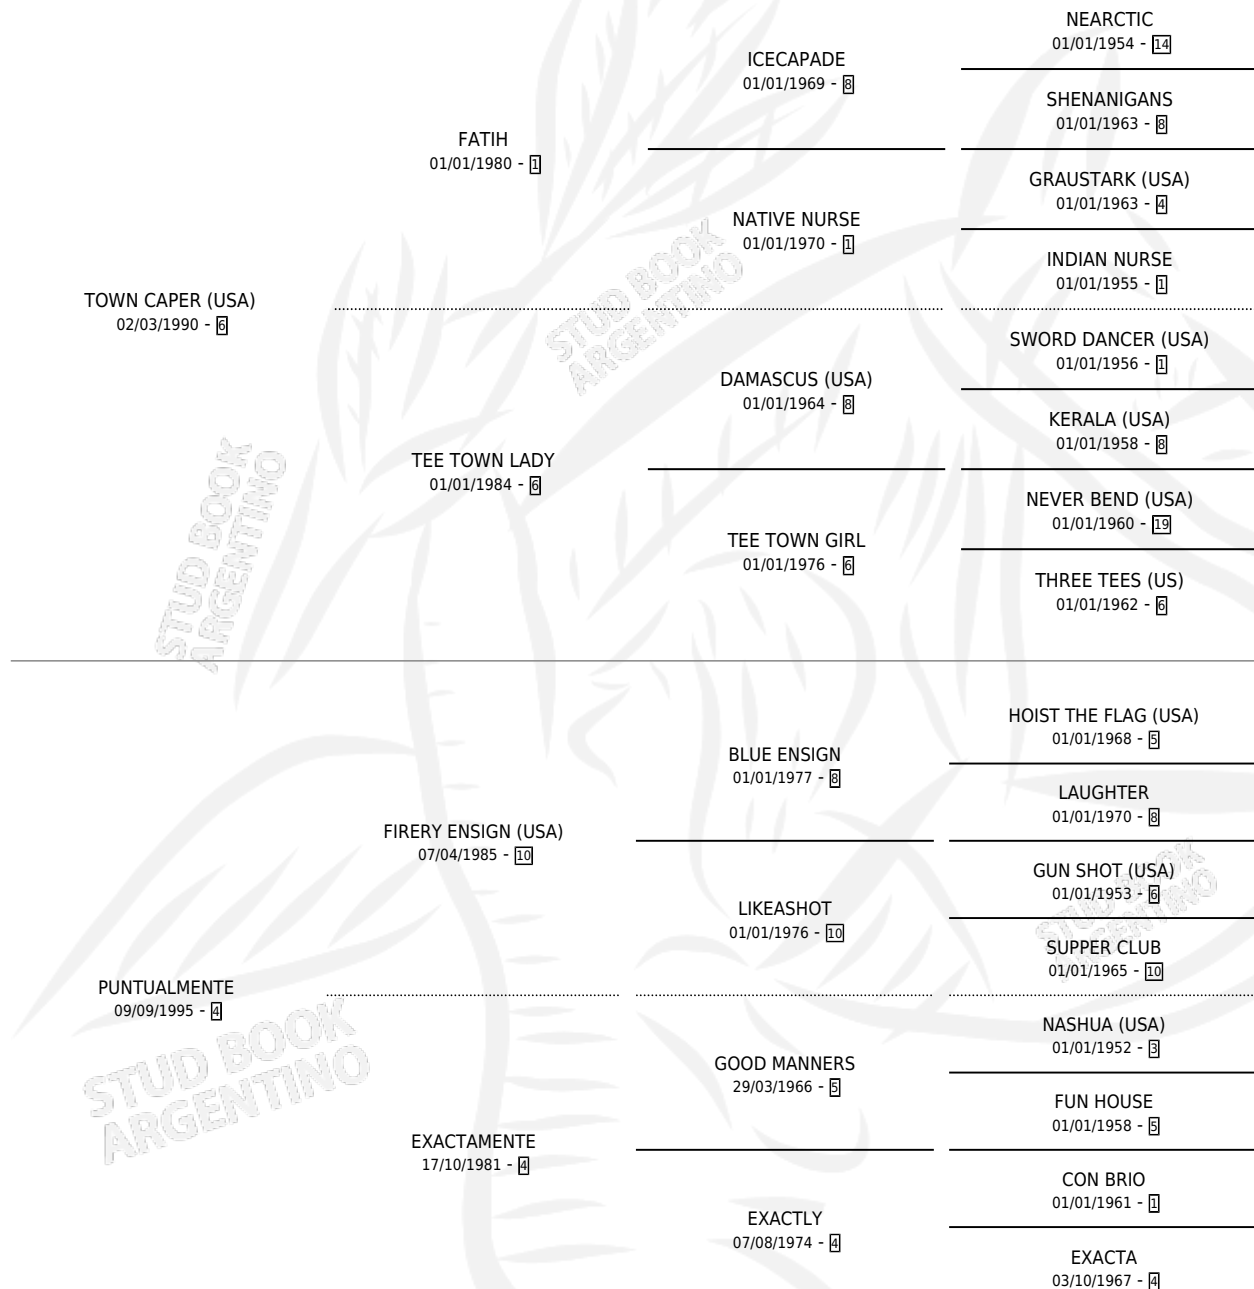 NEARCTIC
01/01/1954 - 14
ICECAPADE
01/01/1969 - 8
SHENANIGANS
01/01/1963 - 8
FATIH
01/01/1980 - 1
GRAUSTARK (USA)
01/01/1963 - 4
NATIVE NURSE
01/01/1970 - 1
INDIAN NURSE
01/01/1955 - 1
TOWN CAPER (USA)
02/03/1990 - 6
SWORD DANCER (USA)
01/01/1956 - 1
DAMASCUS (USA)
01/01/1964 - 8
KERALA (USA)
01/01/1958 - 8
TEE TOWN LADY
01/01/1984 - 6
NEVER BEND (USA)
01/01/1960 - 19
TEE TOWN GIRL
01/01/1976 - 6
THREE TEES (US)
01/01/1962 - 6
HOIST THE FLAG (USA)
01/01/1968 - 5
BLUE ENSIGN
01/01/1977 - 8
LAUGHTER
01/01/1970 - 8
FIRERY ENSIGN (USA)
07/04/1985 - 10
GUN SHOT (USA)
01/01/1953 - 6
LIKEASHOT
01/01/1976 - 10
SUPPER CLUB
01/01/1965 - 10
PUNTUALMENTE
09/09/1995 - 4
NASHUA (USA)
01/01/1952 - 3
GOOD MANNERS
29/03/1966 - 5
FUN HOUSE
01/01/1958 - 5
EXACTAMENTE
17/10/1981 - 4
CON BRIO
01/01/1961 - 1
EXACTLY
07/08/1974 - 4
EXACTA
03/10/1967 - 4
STUD BOOK
ARGENTINO
STUD BOOK
ARGENTINO
STUD BOOK
ARGENTINO
STUD BOOK
ARGENTINO